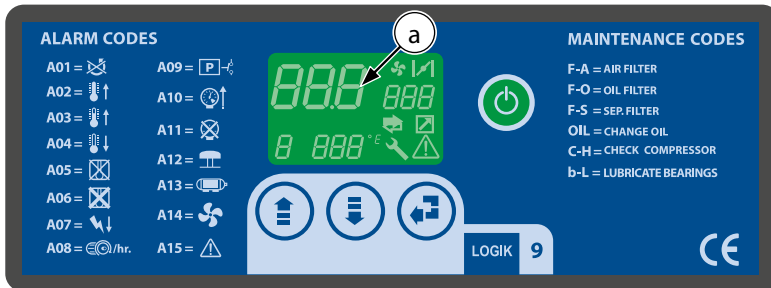 a
ALARM CODES
A01 =
A02 =
A03 =
A04 =
A05 =
A06 =
A07 =
A08 = /hr.
A09 = P
A10 =
A11 =
A12 =
A13 =
A14 =
A15 =
88.8
888
8 888°E
LOGIK 9
MAINTENANCE CODES
F-A = AIR FILTER
F-O = OIL FILTER
F-S = SEP. FILTER
OIL = CHANGE OIL
C-H = CHECK COMPRESSOR
b-L = LUBRICATE BEARINGS
CE